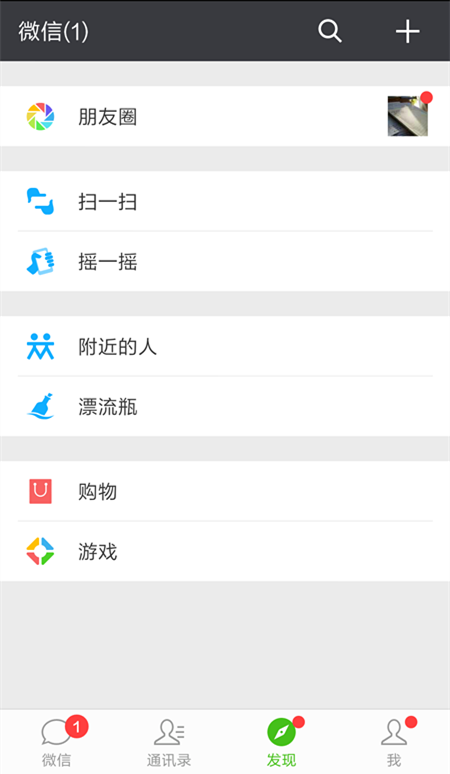 微信(1)
朋友圈
扫一扫
摇一摇
附近的人
漂流瓶
购物
游戏
1
微信
通讯录
发现
我